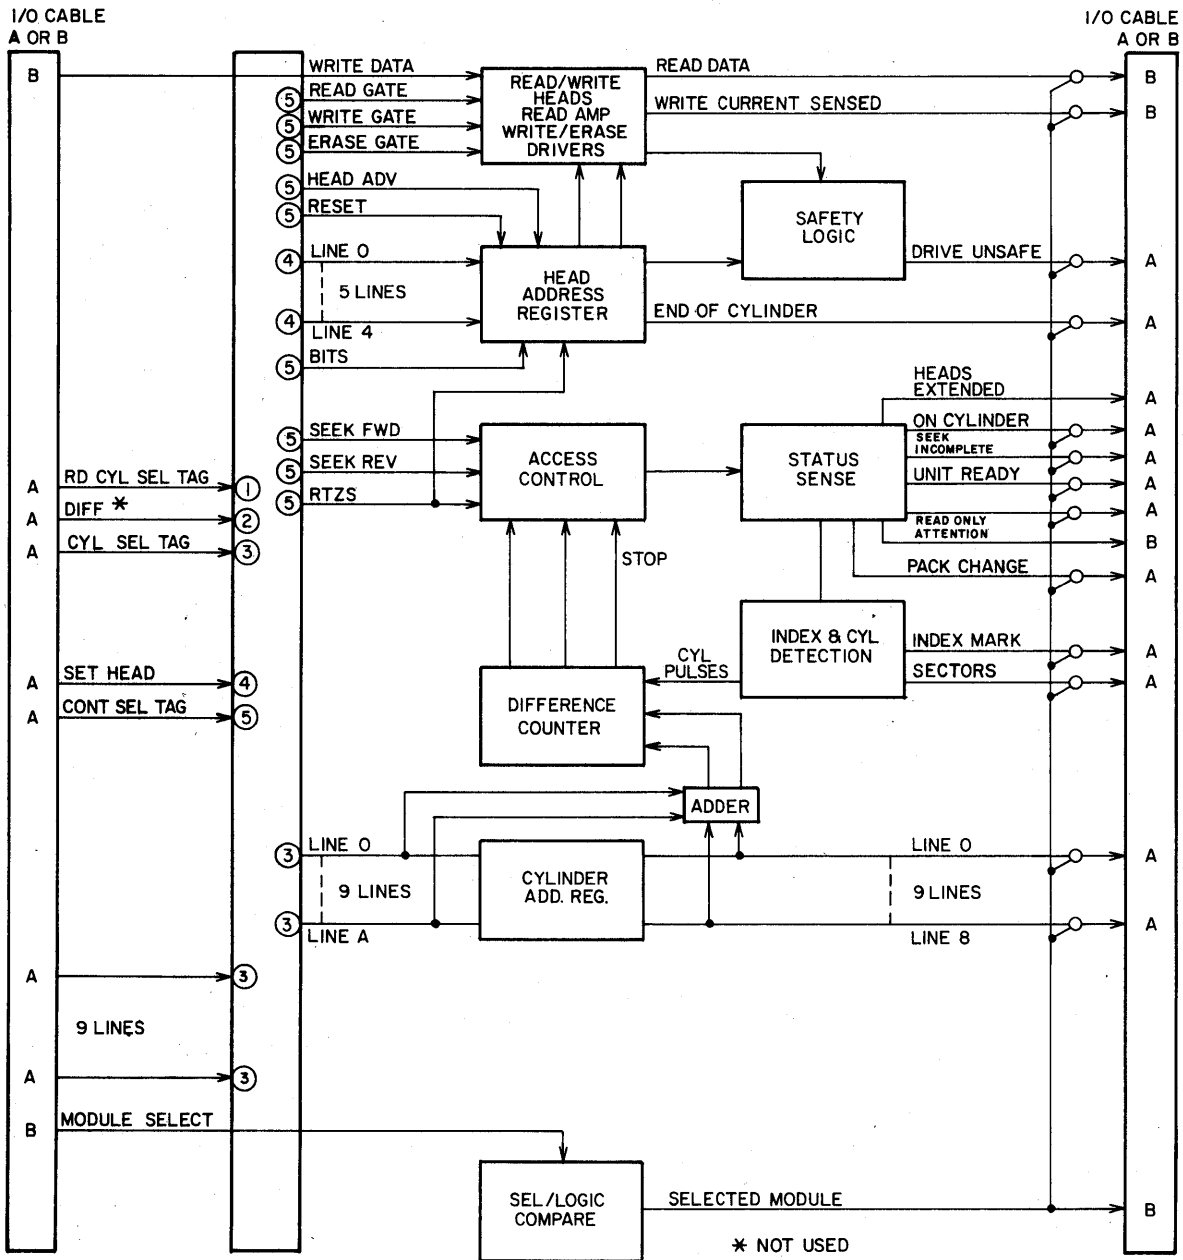 I/O CABLE
A OR B
I/O CABLE
A OR B
B
WRITE DATA
READ/WRITE
HEADS
READ AMP
WRITE/ERASE
DRIVERS
READ DATA
B
5
READ GATE
WRITE CURRENT SENSED
B
5
WRITE GATE
5
ERASE GATE
5
HEAD ADV
5
RESET
SAFETY
LOGIC
4
LINE 0
5 LINES
4
LINE 4
HEAD
ADDRESS
REGISTER
DRIVE UNSAFE
A
END OF CYLINDER
A
5
BITS
HEADS
EXTENDED
A
5
SEEK FWD
5
SEEK REV
5
RTZS
ACCESS
CONTROL
STATUS
SENSE
ON CYLINDER
A
SEEK
INCOMPLETE
A
UNIT READY
A
A
READ ONLY
ATTENTION
B
PACK CHANGE
A
A
RD CYL SEL TAG
1
A
DIFF *
2
A
CYL SEL TAG
3
STOP
INDEX & CYL
DETECTION
INDEX MARK
A
SECTORS
A
CYL
PULSES
A
SET HEAD
4
A
CONT SEL TAG
5
DIFFERENCE
COUNTER
ADDER
3
LINE 0
9 LINES
3
LINE A
CYLINDER
ADD. REG.
LINE 0
A
9 LINES
LINE 8
A
A
3
9 LINES
A
3
B
MODULE SELECT
SEL/LOGIC
COMPARE
SELECTED MODULE
B
* NOT USED